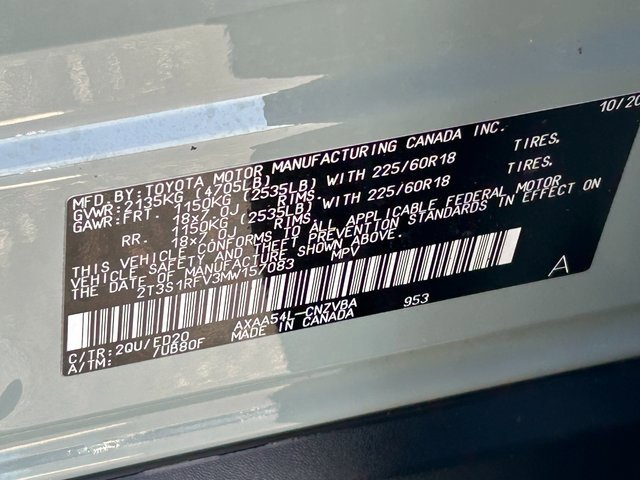 MFD.BY:TOYOTA MOTOR MANUFACTURING CANADA INC. 10/20
GVWR:2135KG (4705LB)
GAWR:FRT. 1150KG (2535LB) WITH 225/60R18 TIRES.
18x7.0J RIMS.
RR. 1150KG (2535LB) WITH 225/60R18 TIRES.
18x7.0J RIMS.
THIS VEHICLE CONFORMS TO ALL APPLICABLE FEDERAL MOTOR
VEHICLE SAFETY AND THEFT PREVENTION STANDARDS IN EFFECT ON
THE DATE OF MANUFACTURE SHOWN ABOVE.
2T3S1RFV3MW157083 MPV
A
C/TR:2QU/ED20 AXAA54L-CNZVBA 953
A/TM: 7UB80F MADE IN CANADA